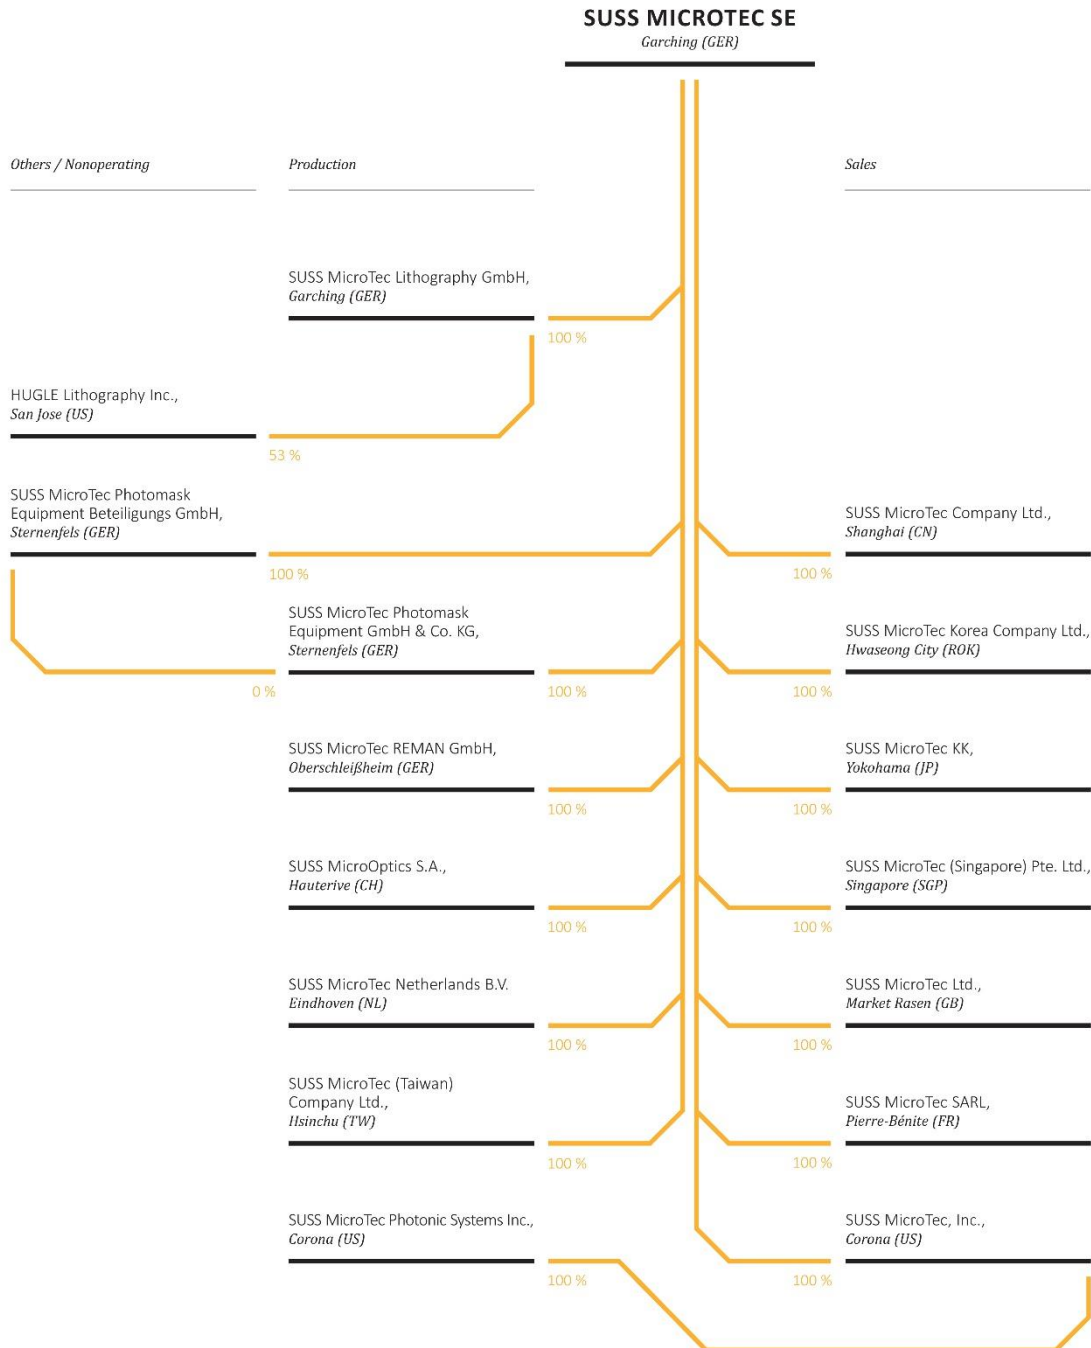 SUSS MICROTEC SE
Garching (GER)
Others / Nonoperating
Production
Sales
SUSS MicroTec Lithography GmbH,
Garching (GER)
100 %
HUGLE Lithography Inc.,
San Jose (US)
53 %
SUSS MicroTec Photomask
Equipment Beteiligungs GmbH,
Sternenfels (GER)
100 %
SUSS MicroTec Company Ltd.,
Shanghai (CN)
100 %
SUSS MicroTec Photomask
Equipment GmbH & Co. KG,
Sternenfels (GER)
0 %
100 %
SUSS MicroTec Korea Company Ltd.,
Hwaseong City (ROK)
100 %
SUSS MicroTec REMAN GmbH,
Oberschleißheim (GER)
100 %
SUSS MicroTec KK,
Yokohama (JP)
100 %
SUSS MicroOptics S.A.,
Hauterive (CH)
100 %
SUSS MicroTec (Singapore) Pte. Ltd.,
Singapore (SGP)
100 %
SUSS MicroTec Netherlands B.V.
Eindhoven (NL)
100 %
SUSS MicroTec Ltd.,
Market Rasen (GB)
100 %
SUSS MicroTec (Taiwan)
Company Ltd.,
Hsinchu (TW)
100 %
SUSS MicroTec SARL,
Pierre-Bénite (FR)
100 %
SUSS MicroTec Photonic Systems Inc.,
Corona (US)
100 %
SUSS MicroTec, Inc.,
Corona (US)
100 %